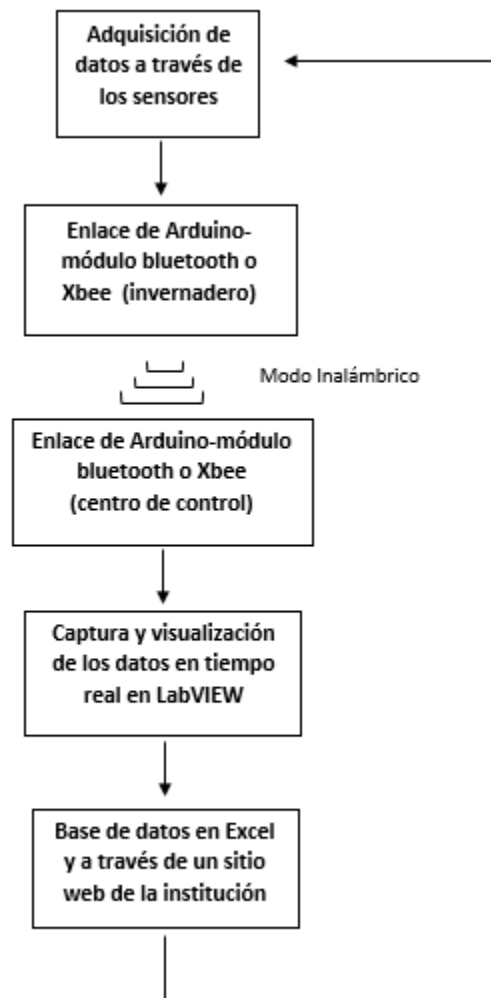 Adquisición de
datos a través de
los sensores
Enlace de Arduino-
módulo bluetooth o
Xbee (invernadero)
Modo Inalámbrico
Enlace de Arduino-módulo
bluetooth o Xbee
(centro de control)
Captura y visualización
de los datos en tiempo
real en LabVIEW
Base de datos en Excel
y a través de un sitio
web de la institución